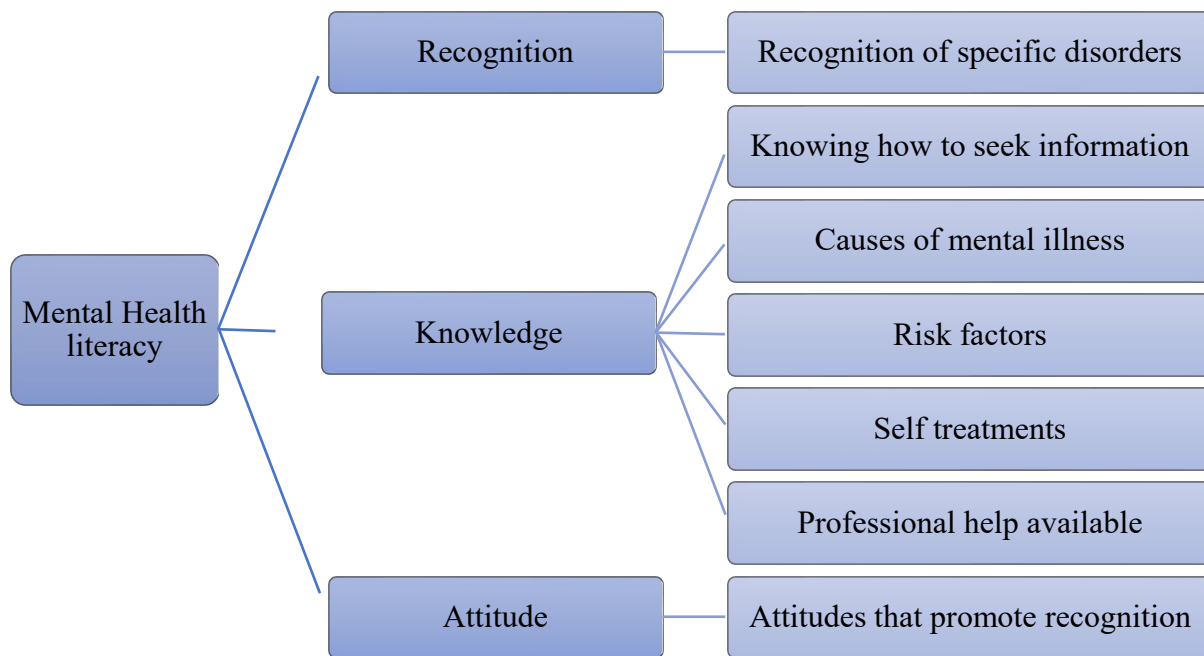 Mental Health
literacy
Recognition
Recognition of specific disorders
Knowledge
Knowing how to seek information
Causes of mental illness
Risk factors
Self treatments
Professional help available
Attitude
Attitudes that promote recognition